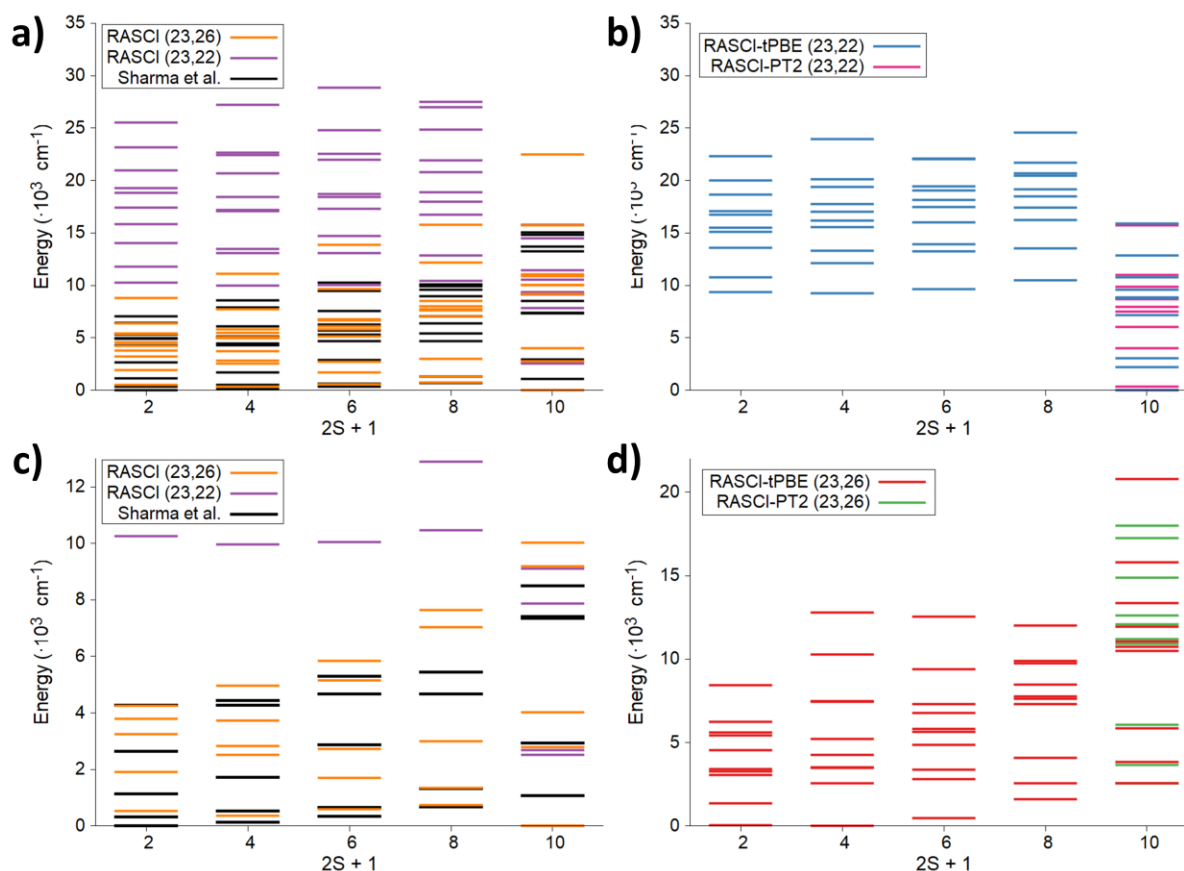 a)
RASCI (23,26)
RASCI (23,22)
Sharma et al.
Energy (·10³ cm⁻¹)
35
30
25
20
15
10
5
0
2 4 6 8 10
2S + 1
b)
RASCI-tPBE (23,22)
RASCI-PT2 (23,22)
Energy
35
30
25
20
15
10
5
0
2 4 6 8 10
2S + 1
c)
RASCI (23,26)
RASCI (23,22)
Sharma et al.
Energy (·10³ cm⁻¹)
12
10
8
6
4
2
0
2 4 6 8 10
2S + 1
d)
RASCI-tPBE (23,26)
RASCI-PT2 (23,26)
Energy (·10³ cm⁻¹)
20
15
10
5
0
2 4 6 8 10
2S + 1